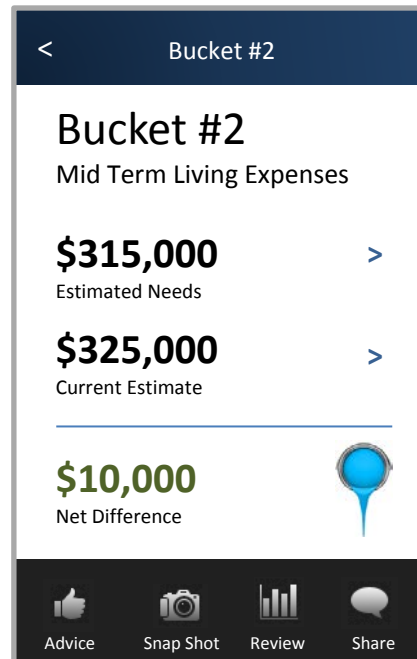 < Bucket #2
Bucket #2
Mid Term Living Expenses
$315,000 >
Estimated Needs
$325,000 >
Current Estimate
$10,000
Net Difference
Advice Snap Shot Review Share